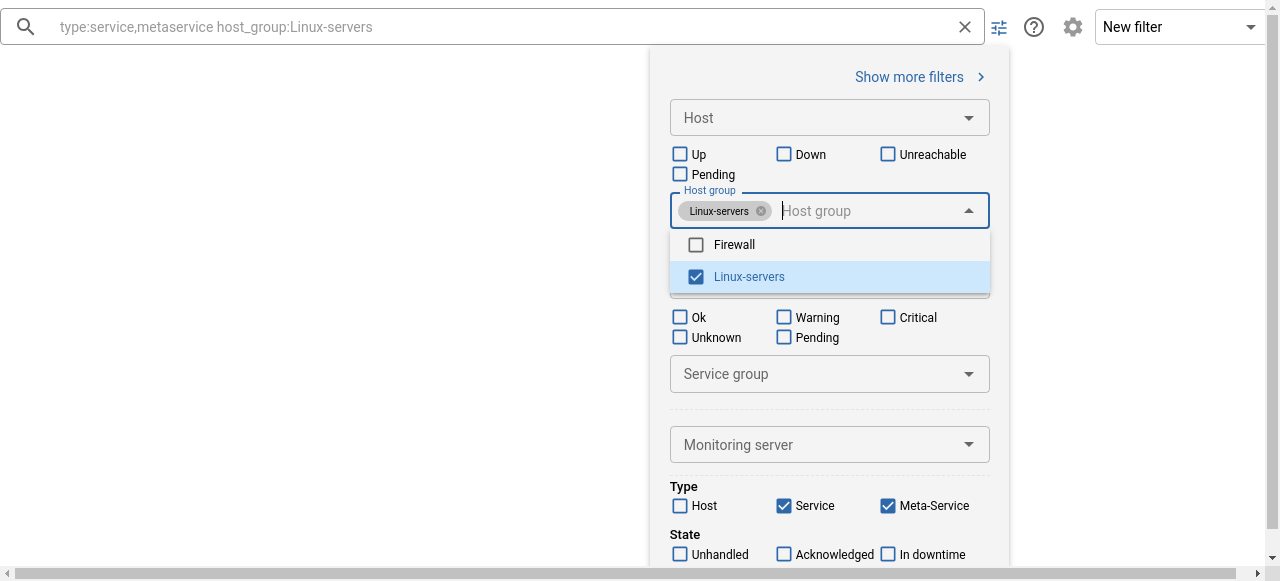 type:service,metaservice host_group:Linux-servers
New filter
Show more filters
Host
Up Down Unreachable
Pending
Host group
Linux-servers Host group
Firewall
Linux-servers
Ok Warning Critical
Unknown Pending
Service group
Monitoring server
Type
Host Service Meta-Service
State
Unhandled Acknowledged In downtime